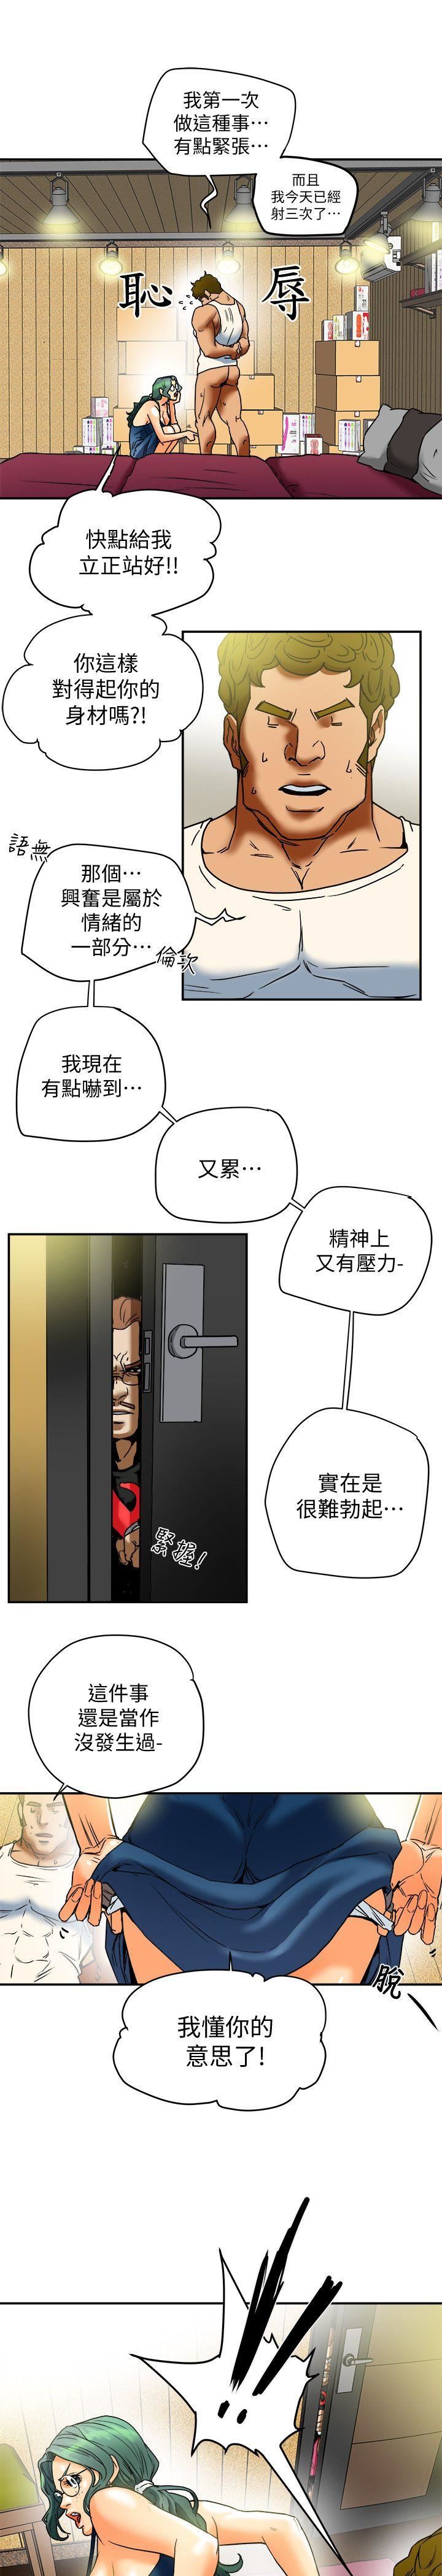 我第一次
做這種事⋯
有點緊張⋯
而且
我今天已經
射三次了⋯
恥辱
快點給我
立正站好!!
你這樣
對得起你的
身材嗎?!
語無
倫次
那個⋯
興奮是屬於
情緒的
一部分⋯
我現在
有點嚇到⋯
又累⋯
精神上
又有壓力-
實在是
很難勃起⋯
緊握!
這件事
還是當作
沒發生過-
脫
我懂你的
意思了!
!!